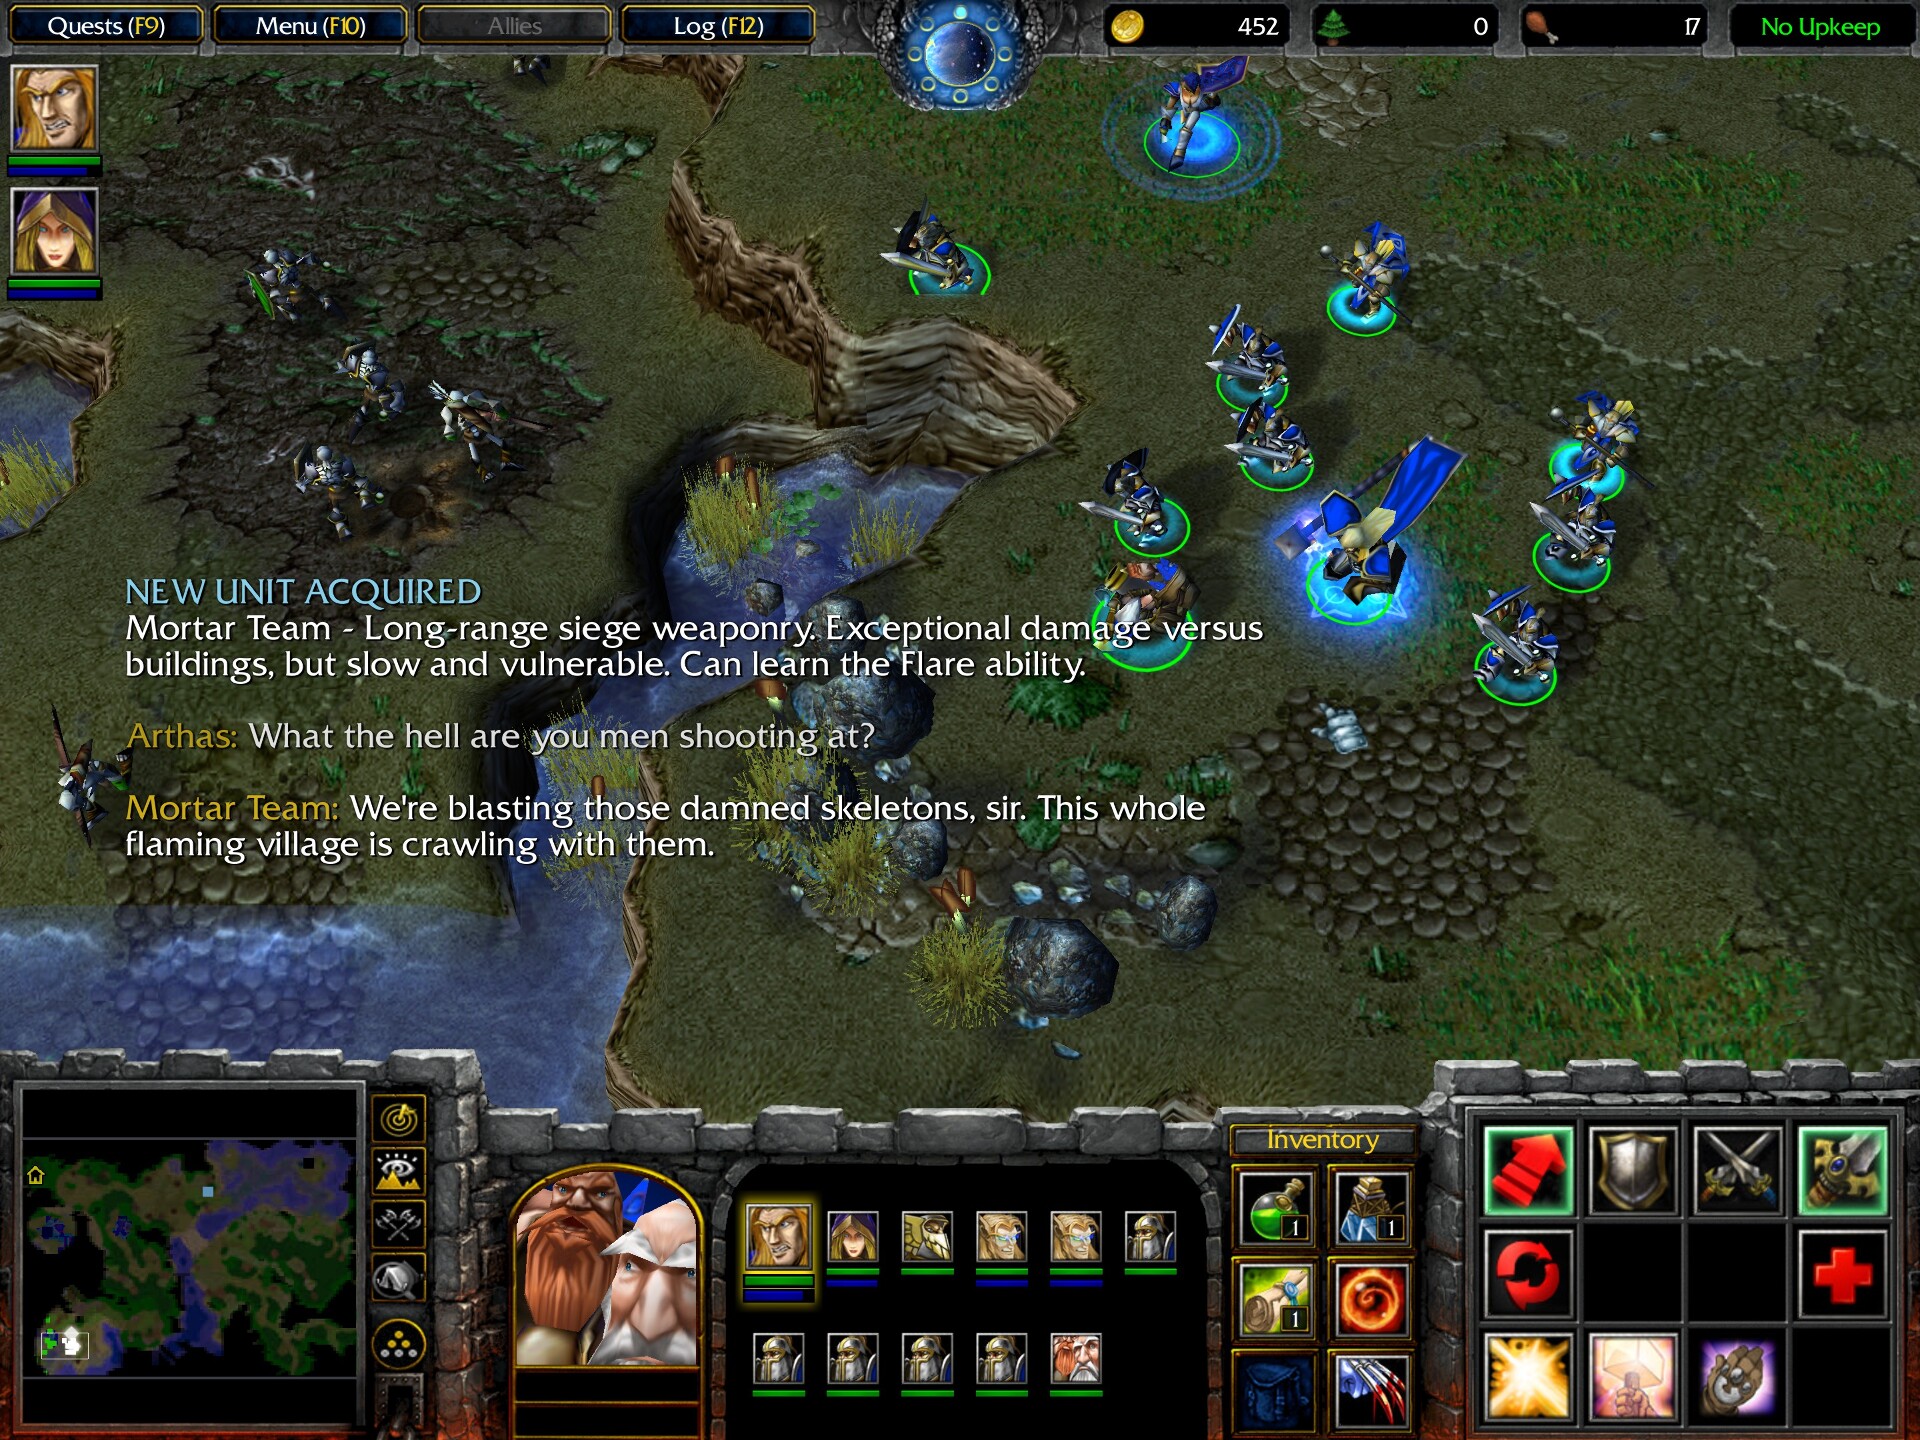 Quests (F9) Menu (F10) Allies Log (F12) 452 0 17 No Upkeep
NEW UNIT ACQUIRED
Mortar Team - Long-range siege weaponry. Exceptional damage versus
buildings, but slow and vulnerable. Can learn the Flare ability.
Arthas: What the hell are you men shooting at?
Mortar Team: We're blasting those damned skeletons, sir. This whole
flaming village is crawling with them.
Inventory
1 1
1